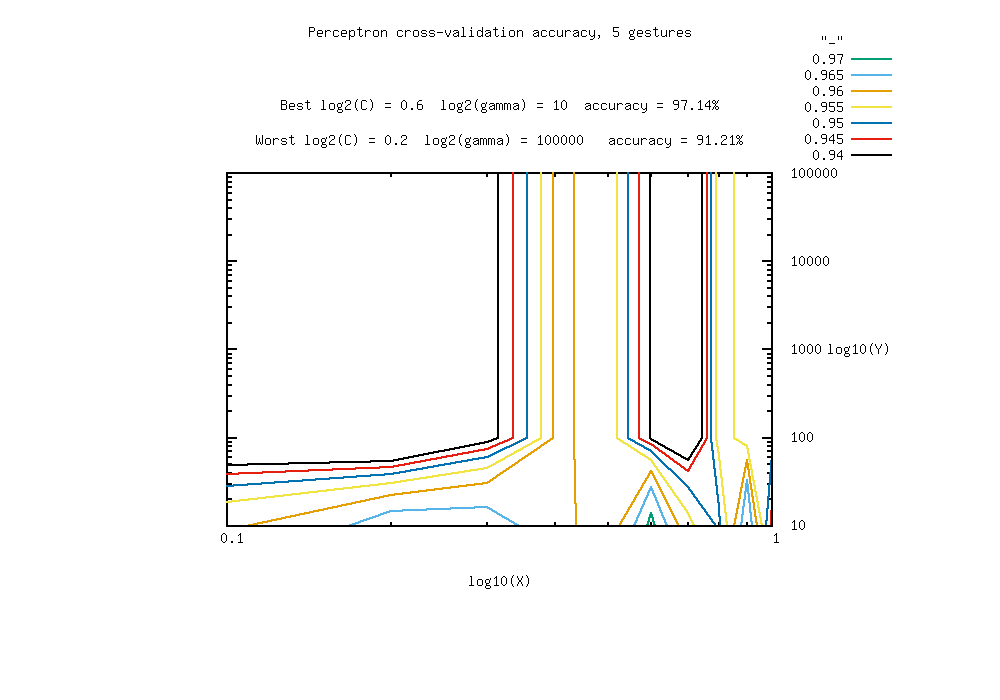 Perceptron cross-validation accuracy, 5 gestures
"_"
0.97
0.965
0.96
0.955
0.95
0.945
0.94
Best log2(C) = 0.6  log2(gamma) = 10  accuracy = 97.14%
Worst log2(C) = 0.2  log2(gamma) = 100000   accuracy = 91.21%
100000
10000
1000 log10(Y)
100
10
0.1 1
log10(X)